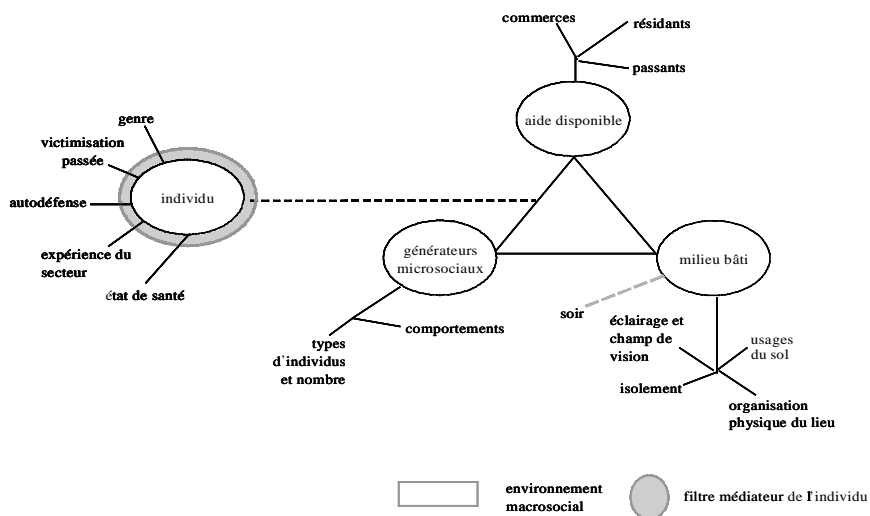 commerces
résidants
passants
aide disponible
genre
victimisation
passée
autodéfense
individu
expérience du
secteur
état de santé
générateurs
microsociaux
milieu bâti
comportements
types
d'individus
et nombre
soir
éclairage et
champ de
vision
usages
du sol
isolement
organisation
physique du lieu
environnement
macrosocial
filtre médiateur de l'individu